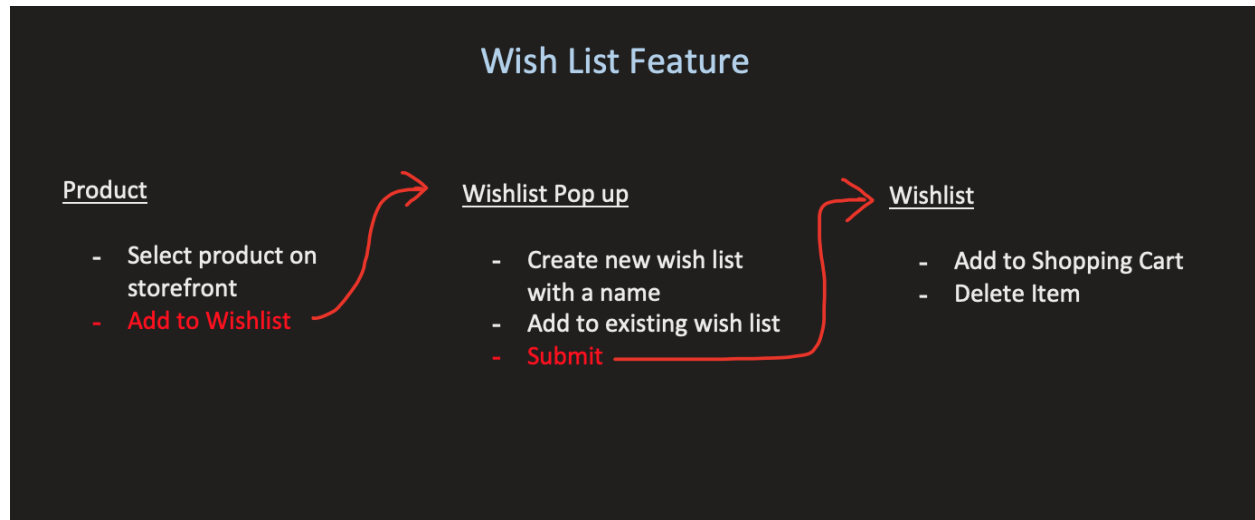 Wish List Feature
Product
- Select product on
storefront
- Add to Wishlist
Wishlist Pop up
- Create new wish list
with a name
- Add to existing wish list
- Submit
Wishlist
- Add to Shopping Cart
- Delete Item